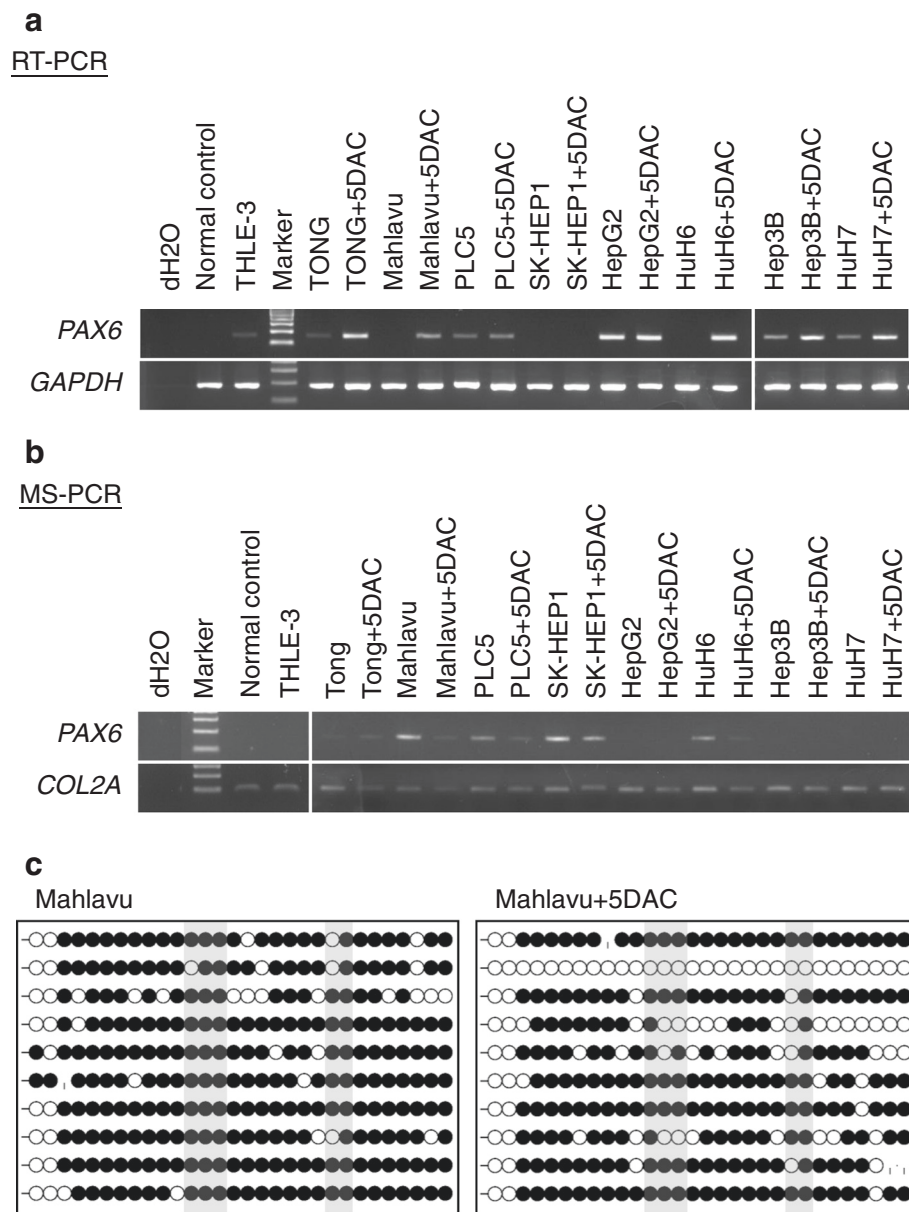 a
RT-PCR
dH2O
Normal control
THLE-3
Marker
TONG
TONG+5DAC
Mahlavu
Mahlavu+5DAC
PLC5
PLC5+5DAC
SK-HEP1
SK-HEP1+5DAC
HepG2
HepG2+5DAC
HuH6
HuH6+5DAC
Hep3B
Hep3B+5DAC
HuH7
HuH7+5DAC
PAX6
GAPDH
b
MS-PCR
dH2O
Marker
Normal control
THLE-3
Tong
Tong+5DAC
Mahlavu
Mahlavu+5DAC
PLC5
PLC5+5DAC
SK-HEP1
SK-HEP1+5DAC
HepG2
HepG2+5DAC
HuH6
HuH6+5DAC
Hep3B
Hep3B+5DAC
HuH7
HuH7+5DAC
PAX6
COL2A
c
Mahlavu
Mahlavu+5DAC